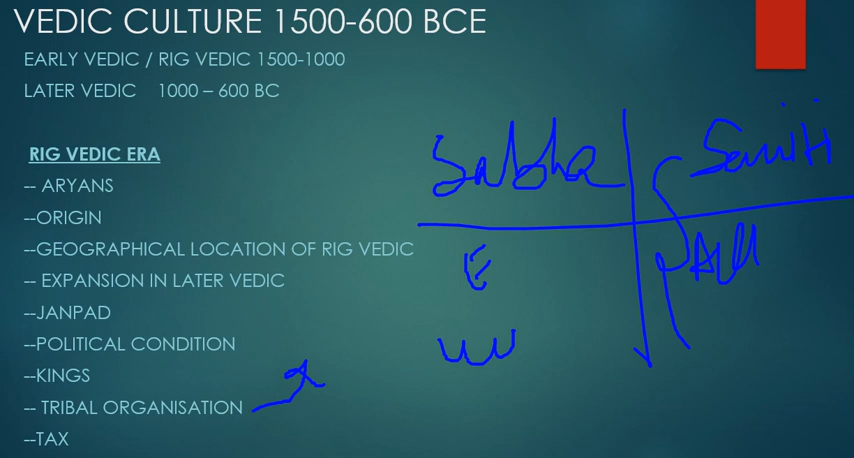 VEDIC CULTURE 1500-600 BCE
EARLY VEDIC / RIG VEDIC 1500-1000
LATER VEDIC 1000 – 600 BC
RIG VEDIC ERA
-- ARYANS
--ORIGIN
--GEOGRAPHICAL LOCATION OF RIG VEDIC
-- EXPANSION IN LATER VEDIC
--JANPAD
--POLITICAL CONDITION
--KINGS
-- TRIBAL ORGANISATION
--TAX
Sabha Samiti
E All
W